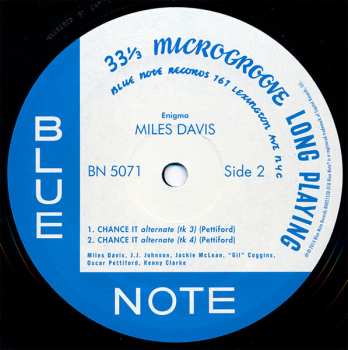 33⅓ MICROGROOVE LONG PLAYING
BLUE NOTE RECORDS 767 LEXINGTON AVE NYC
Enigma
MILES DAVIS
BN 5071
Side 2
1. CHANCE IT alternate (tk 3) (Pettiford)
2. CHANCE IT alternate (tk 4) (Pettiford)
Miles Davis, J.J. Johnson, Jackie McLean, "Gil" Coggins,
Oscar Pettiford, Kenny Clarke
BLUE
NOTE